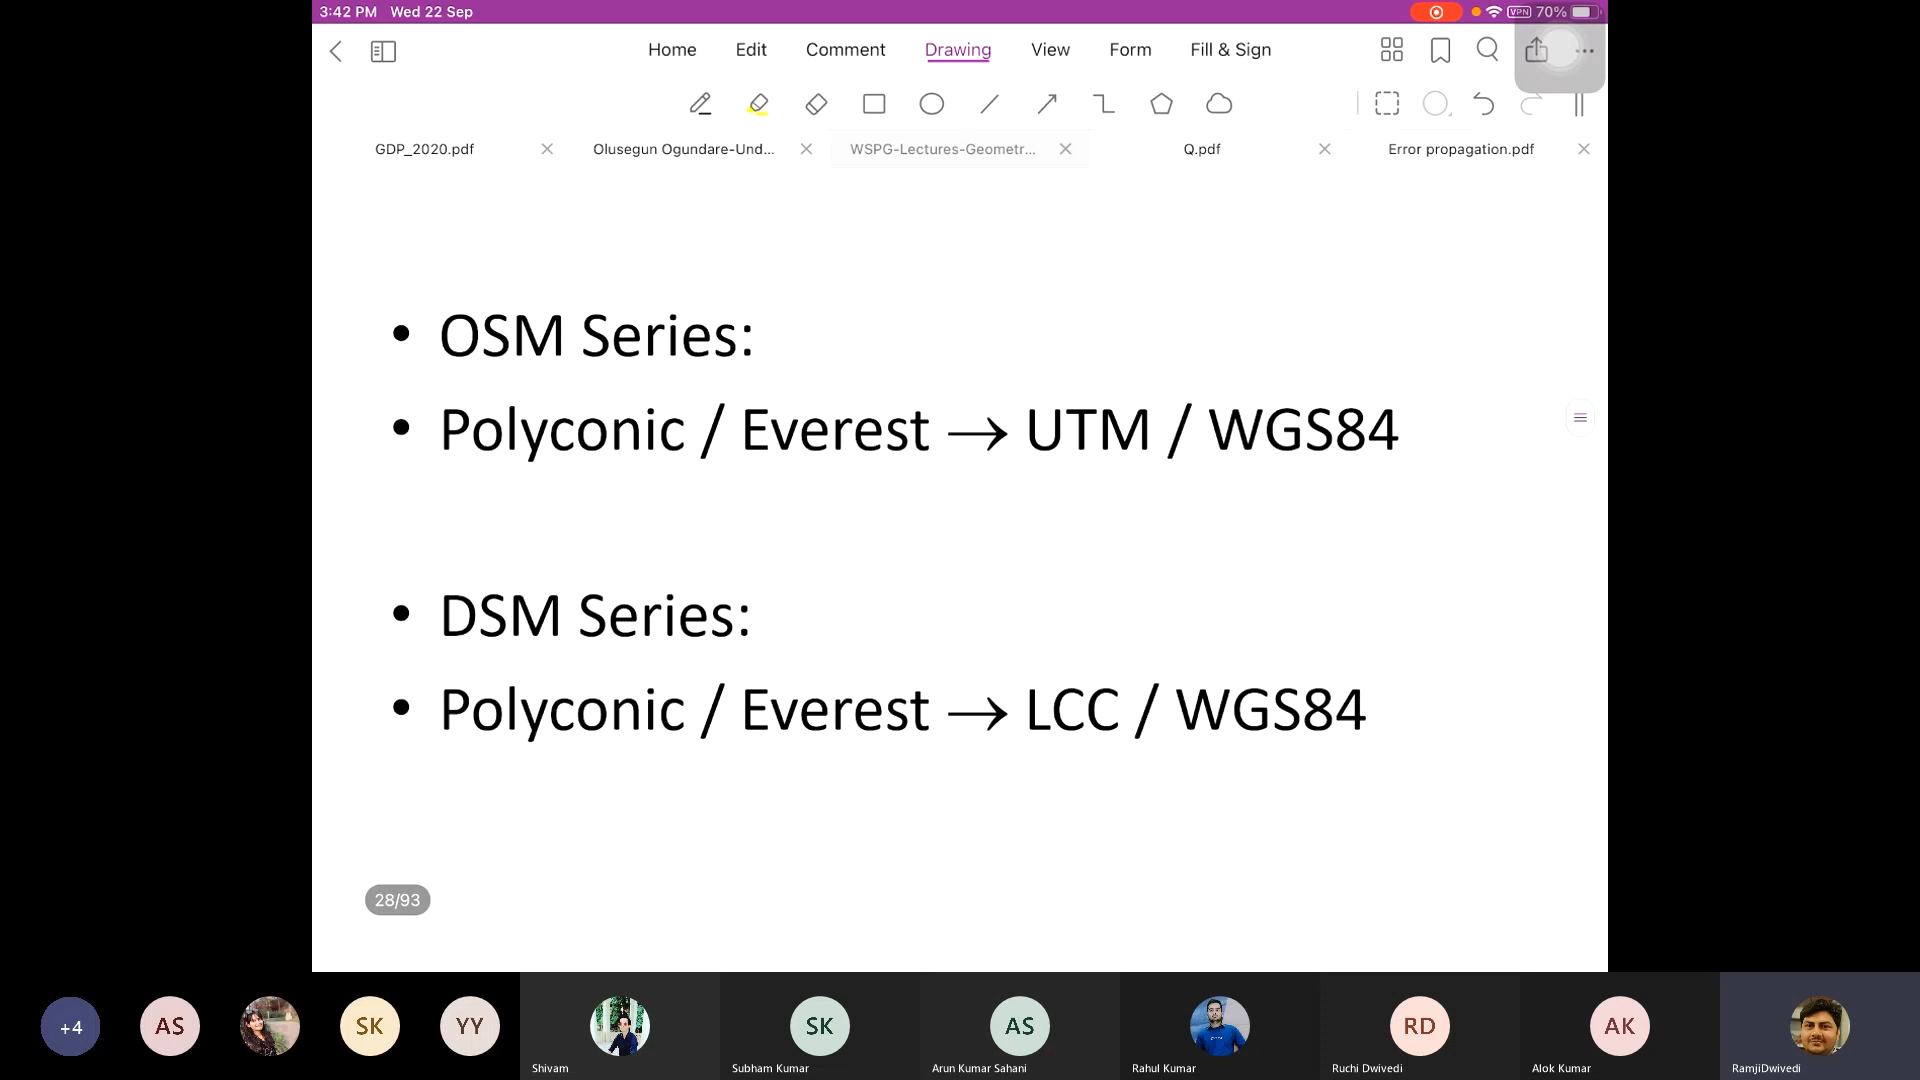 3:42 PM Wed 22 Sep
VPN 70%
Home Edit Comment Drawing View Form Fill & Sign
GDP_2020.pdf Olusegun Ogundare-Und... WSPG-Lectures-Geometr... Q.pdf Error propagation.pdf
• OSM Series:
• Polyconic / Everest → UTM / WGS84
• DSM Series:
• Polyconic / Everest → LCC / WGS84
28/93
+4 AS SK YY SK AS RD AK
Shivam Subham Kumar Arun Kumar Sahani Rahul Kumar Ruchi Dwivedi Alok Kumar RamjiDwivedi